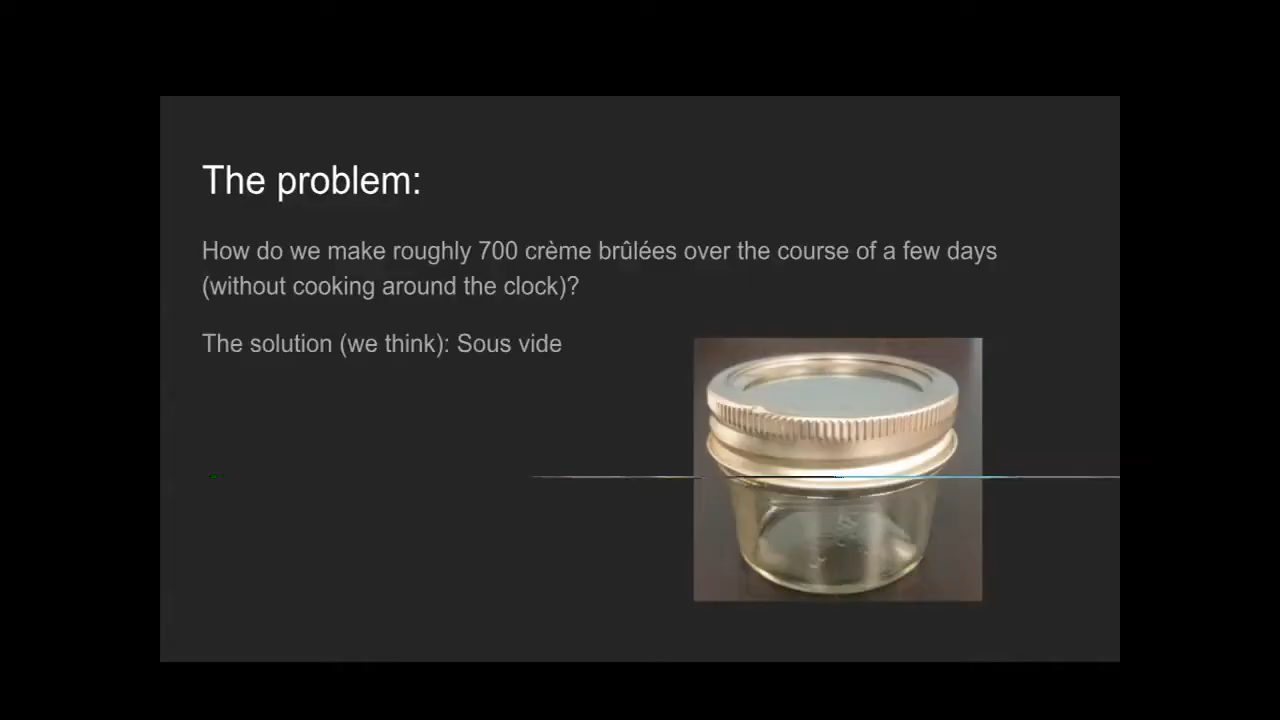 The problem:
How do we make roughly 700 crème brûlées over the course of a few days
(without cooking around the clock)?
The solution (we think): Sous vide